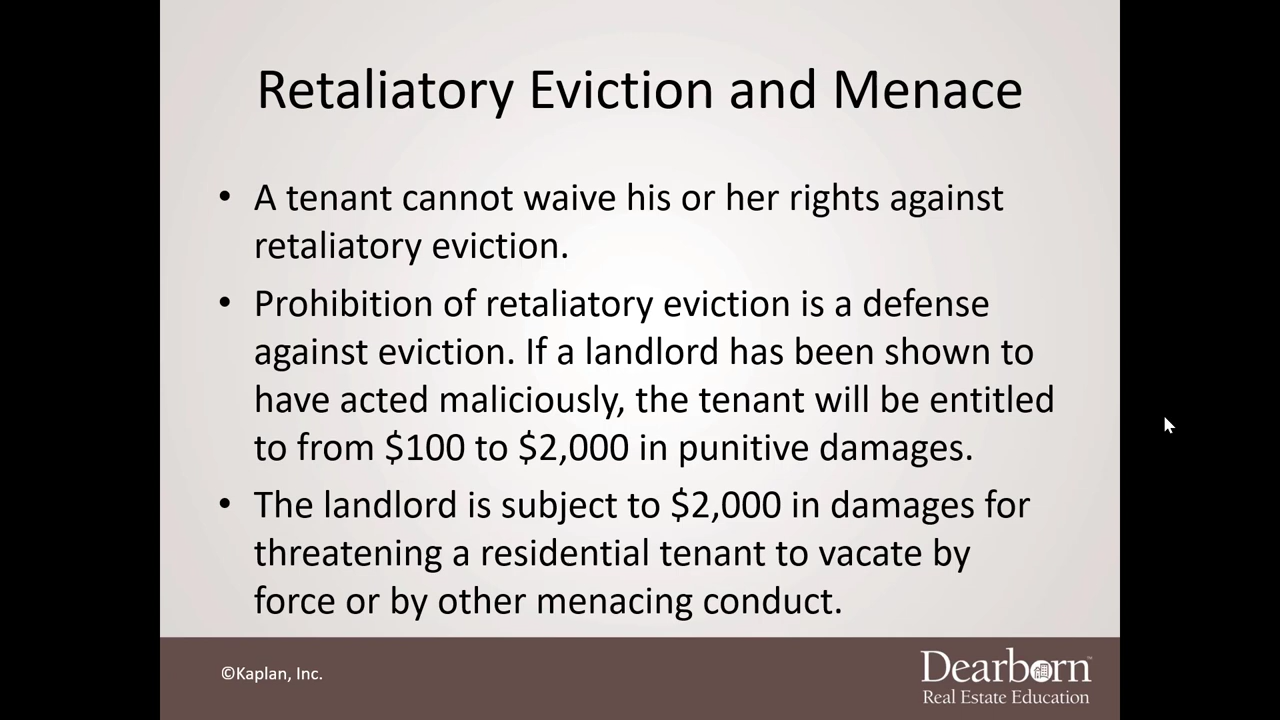 Retaliatory Eviction and Menace
• A tenant cannot waive his or her rights against
retaliatory eviction.
• Prohibition of retaliatory eviction is a defense
against eviction. If a landlord has been shown to
have acted maliciously, the tenant will be entitled
to from $100 to $2,000 in punitive damages.
• The landlord is subject to $2,000 in damages for
threatening a residential tenant to vacate by
force or by other menacing conduct.
©Kaplan, Inc.
Dearborn™
Real Estate Education